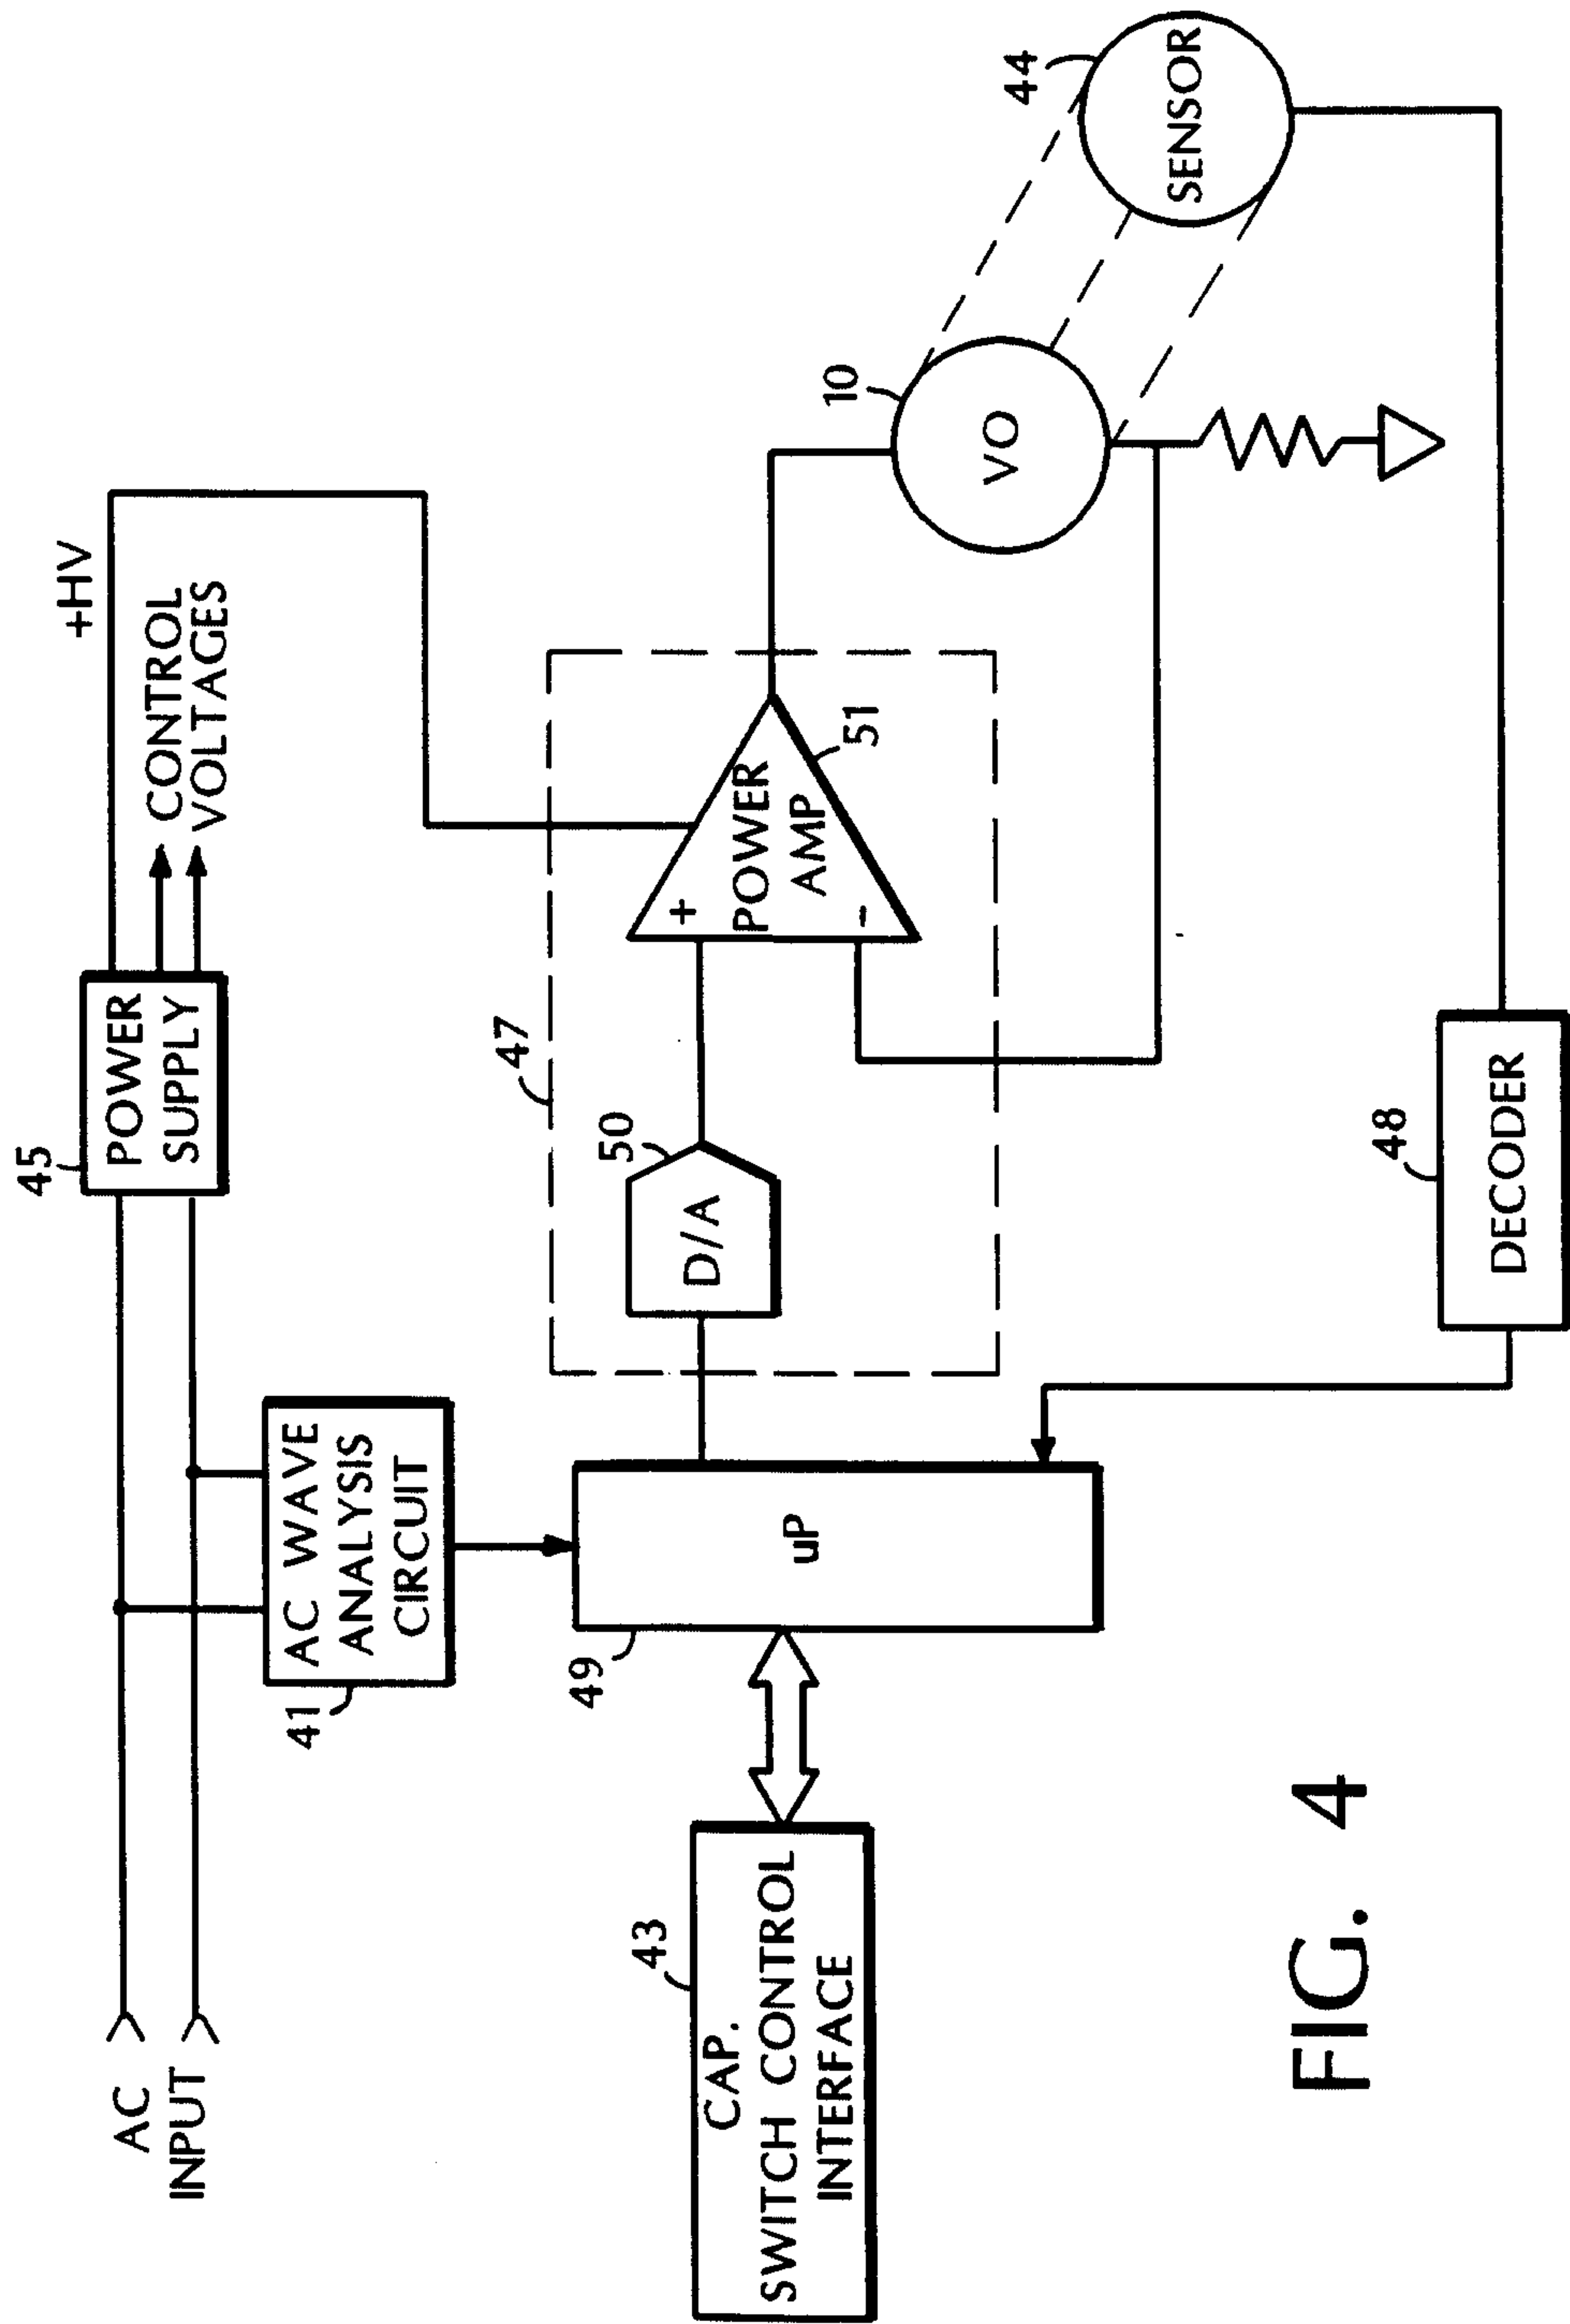 AC
INPUT
45
POWER
SUPPLY
+HV
CONTROL
VOLTAGES
41
AC WAVE
ANALYSIS
CIRCUIT
47
43
CAP.
SWITCH CONTROL
INTERFACE
49
uP
50
D/A
+
POWER
AMP
-
51
10
VO
44
SENSOR
48
DECODER
FIG. 4